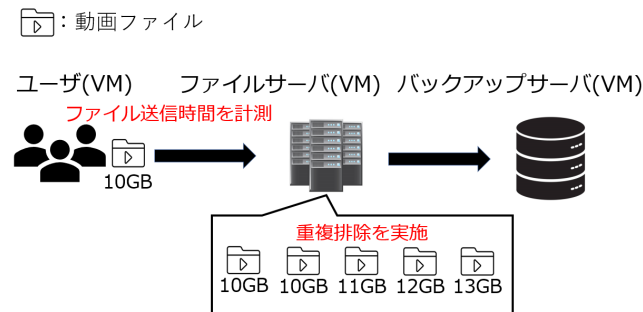 ：動画ファイル
ユーザ(VM) ファイルサーバ(VM) バックアップサーバ(VM)
ファイル送信時間を計測
10GB
重複排除を実施
10GB 10GB 11GB 12GB 13GB